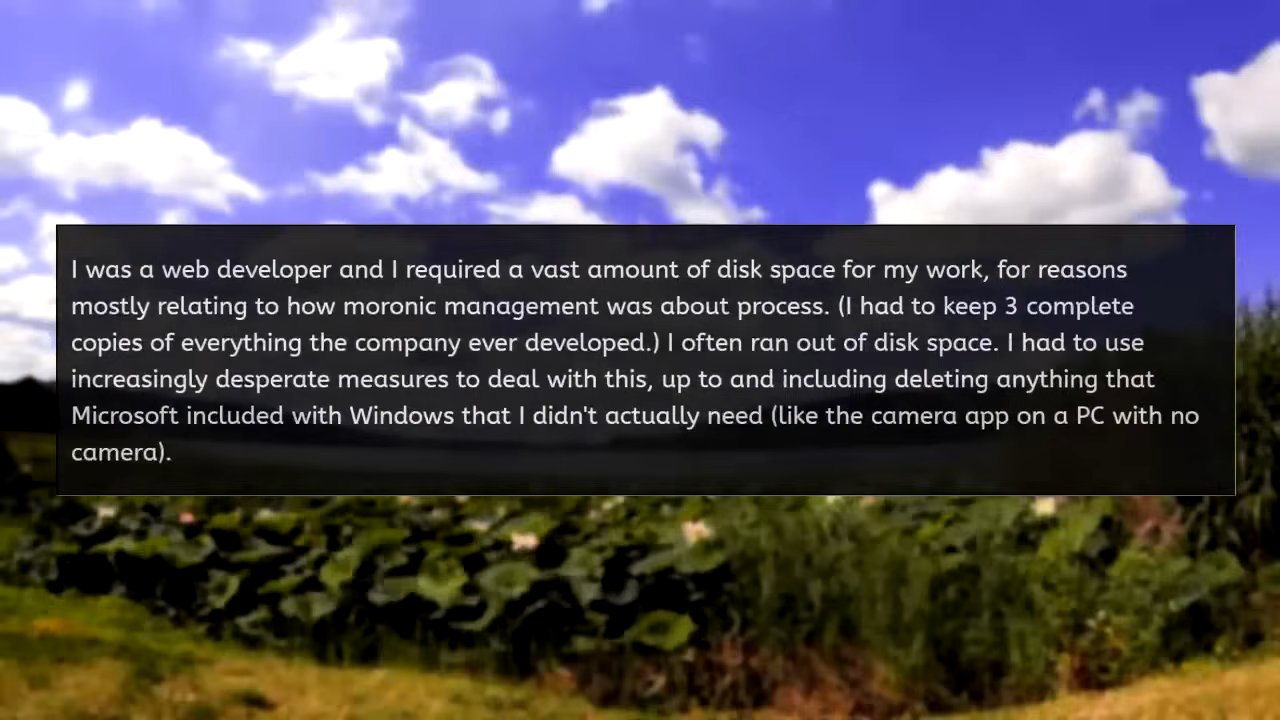 I was a web developer and I required a vast amount of disk space for my work, for reasons
mostly relating to how moronic management was about process. (I had to keep 3 complete
copies of everything the company ever developed.) I often ran out of disk space. I had to use
increasingly desperate measures to deal with this, up to and including deleting anything that
Microsoft included with Windows that I didn't actually need (like the camera app on a PC with no
camera).